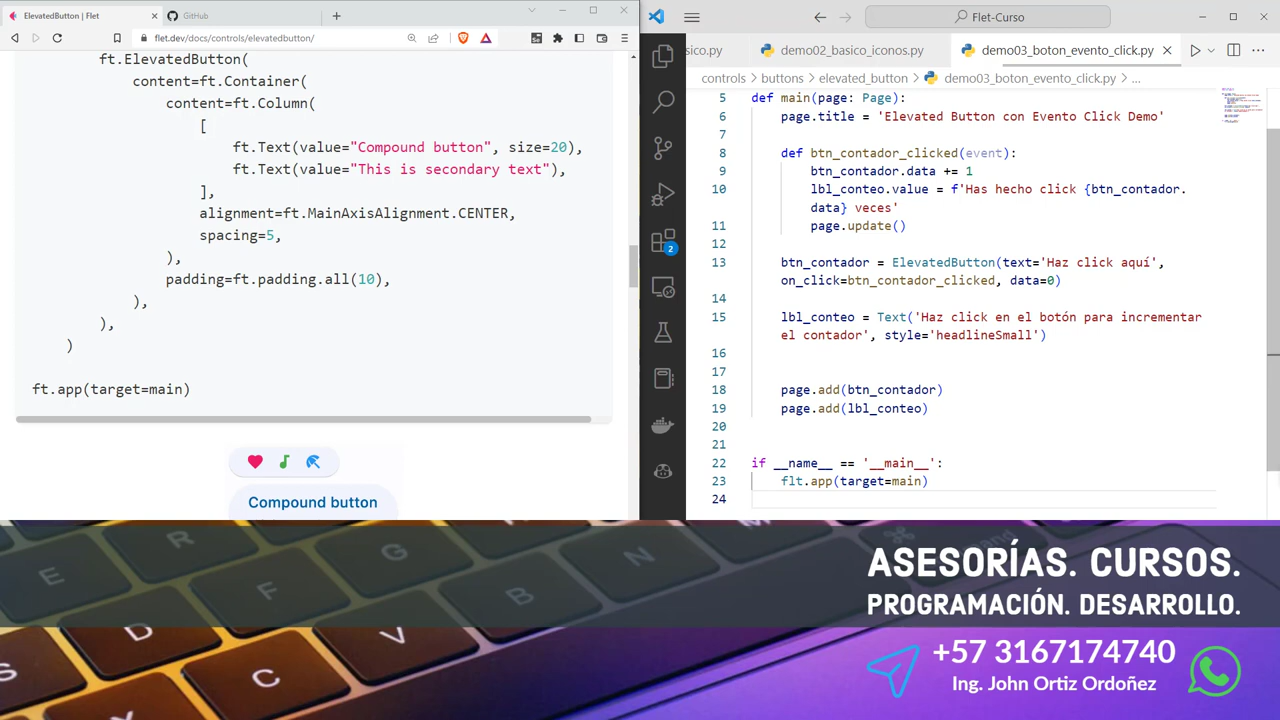 ElevatedButton | Flet
GitHub
flet.dev/docs/controls/elevatedbutton/
ft.ElevatedButton(
content=ft.Container(
content=ft.Column(
[
ft.Text(value="Compound button", size=20),
ft.Text(value="This is secondary text"),
],
alignment=ft.MainAxisAlignment.CENTER,
spacing=5,
),
padding=ft.padding.all(10),
),
),
)
ft.app(target=main)
Compound button
Flet-Curso
sico.py
demo02_basico_iconos.py
demo03_boton_evento_click.py
controls
buttons
elevated_button
demo03_boton_evento_click.py
...
5 def main(page: Page):
6 page.title = 'Elevated Button con Evento Click Demo'
7
8 def btn_contador_clicked(event):
9 btn_contador.data += 1
10 lbl_conteo.value = f'Has hecho click {btn_contador.
data} veces'
11 page.update()
12
13 btn_contador = ElevatedButton(text='Haz click aquí',
on_click=btn_contador_clicked, data=0)
14
15 lbl_conteo = Text('Haz click en el botón para incrementar
el contador', style='headlineSmall')
16
17
18 page.add(btn_contador)
19 page.add(lbl_conteo)
20
21
22 if __name__ == '__main__':
23 flt.app(target=main)
24
2
ASESORÍAS. CURSOS.
PROGRAMACIÓN. DESARROLLO.
+57 3167174740
Ing. John Ortiz Ordoñez